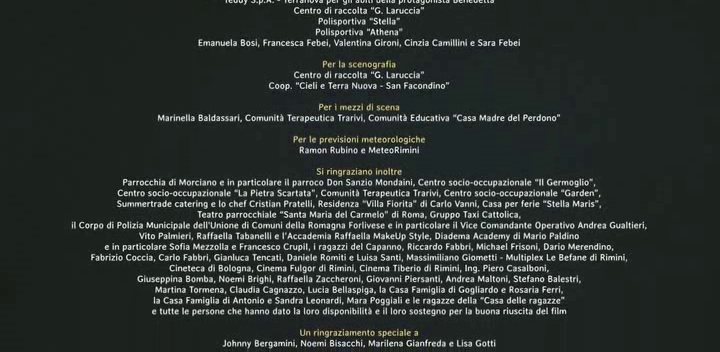 Teddy S.p.A. - Terranova per gli abiti della protagonista Benedetta
Centro di raccolta "G. Laruccia"
Polisportiva "Stella"
Polisportiva "Athena"
Emanuela Bosi, Francesca Febei, Valentina Gironi, Cinzia Camillini e Sara Febei
Per la scenografia
Centro di raccolta "G. Laruccia"
Coop. "Cieli e Terra Nuova - San Facondino"
Per i mezzi di scena
Marinella Baldassari, Comunità Terapeutica Trarivi, Comunità Educativa "Casa Madre del Perdono"
Per le previsioni meteorologiche
Ramon Rubino e MeteoRimini
Si ringraziano inoltre
Parrocchia di Morciano e in particolare il parroco Don Sanzio Mondaini, Centro socio-occupazionale "Il Germoglio",
Centro socio-occupazionale "La Pietra Scartata", Comunità Terapeutica Trarivi, Centro socio-occupazionale "Garden",
Summertrade catering e lo chef Cristian Pratelli, Residenza "Villa Fiorita" di Carlo Vanni, Casa per ferie "Stella Maris",
Teatro parrocchiale "Santa Maria del Carmelo" di Roma, Gruppo Taxi Cattolica,
il Corpo di Polizia Municipale dell'Unione di Comuni della Romagna Forlivese e in particolare il Vice Comandante Operativo Andrea Gualtieri,
Vito Palmieri, Raffaella Tabanelli e l'Accademia Raffaella MakeUp Style, Diadema Academy di Mario Paldino
e in particolare Sofia Mezzolla e Francesco Crupil, i ragazzi del Capanno, Riccardo Fabbri, Michael Frisoni, Dario Merendino,
Fabrizio Coccia, Carlo Fabbri, Gianluca Tencati, Daniele Romiti e Luisa Santi, Massimiliano Giometti - Multiplex Le Befane di Rimini,
Cineteca di Bologna, Cinema Fulgor di Rimini, Cinema Tiberio di Rimini, Ing. Piero Casalboni,
Giuseppina Bomba, Noemi Brighi, Raffaella Zaccheroni, Giovanni Piersanti, Andrea Maltoni, Stefano Balestri,
Martina Tormena, Claudia Cagnazzo, Lucia Bellaspiga, la Casa Famiglia di Gogliardo e Rosaria Ferri,
la Casa Famiglia di Antonio e Sandra Leonardi, Mara Poggiali e le ragazze della "Casa delle ragazze"
e tutte le persone che hanno dato la loro disponibilità e il loro sostegno per la buona riuscita del film
Un ringraziamento speciale a
Johnny Bergamini, Noemi Bisacchi, Marilena Gianfreda e Lisa Gotti